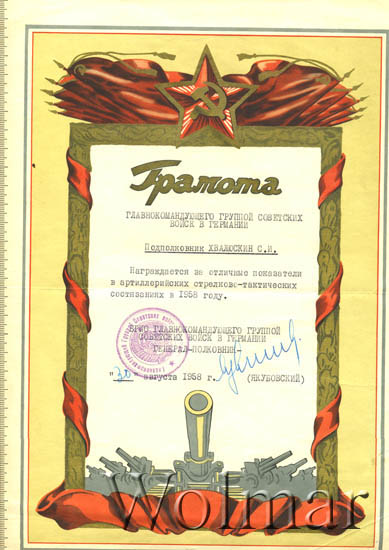 Грамота
ГЛАВНОКОМАНДУЮЩЕГО ГРУППОЙ СОВЕТСКИХ
ВОЙСК В ГЕРМАНИИ
Подполковник ХВАЛЮСКИН С.И.
Награждается за отличные показатели
в артиллерийских стрелково-тактических
состязаниях в 1958 году.
ВРИО ГЛАВНОКОМАНДУЮЩЕГО ГРУППОЙ
СОВЕТСКИХ ВОЙСК В ГЕРМАНИИ
ГЕНЕРАЛ-ПОЛКОВНИК
"30" августа 1958 г. (ЯКУБОВСКИЙ)
Wolmar